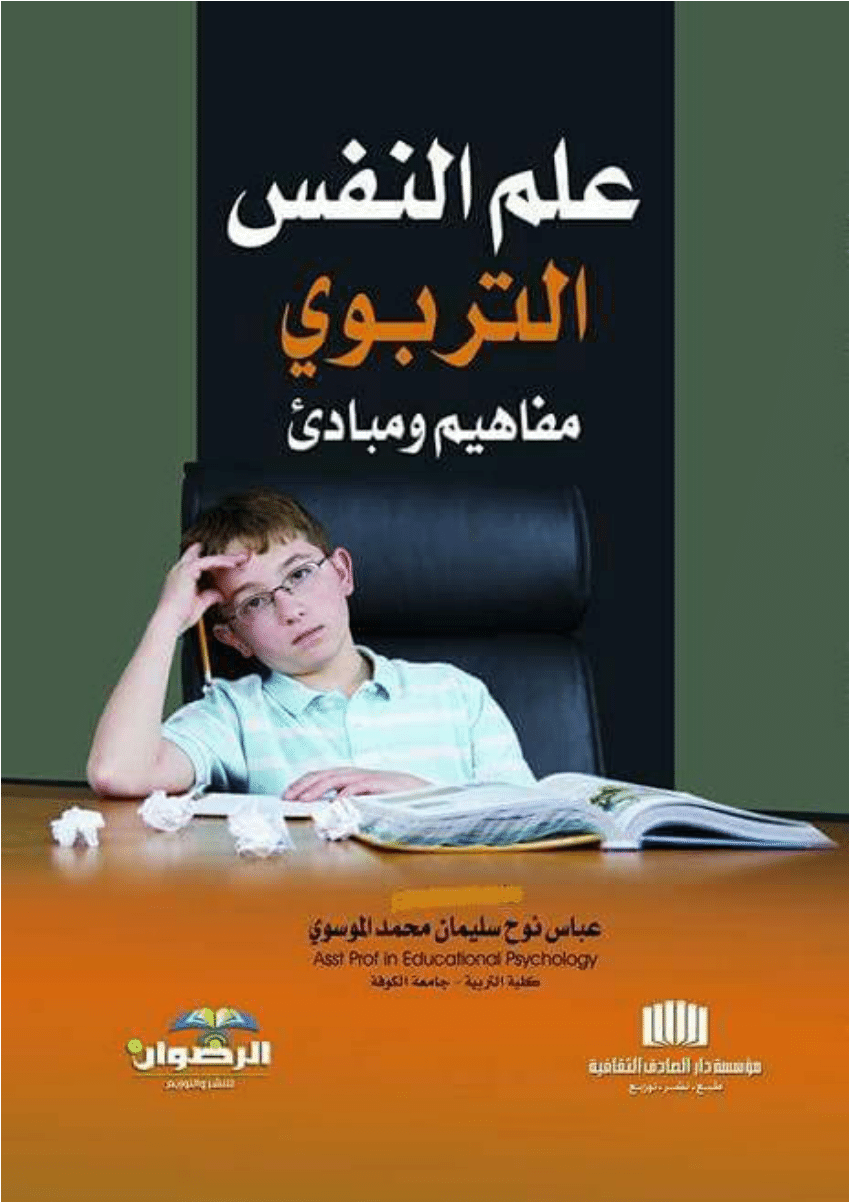 علم النفس
التربوي
مفاهيم ومبادئ
عباس نوح سليمان محمد الموسوي
Asst Prof in Educational Psychology
كلية التربية - جامعة الكوفة
الرضوان
للنشر والتوزيع
مؤسسة دار الصادق الثقافية
طبع، نشر، توزيع